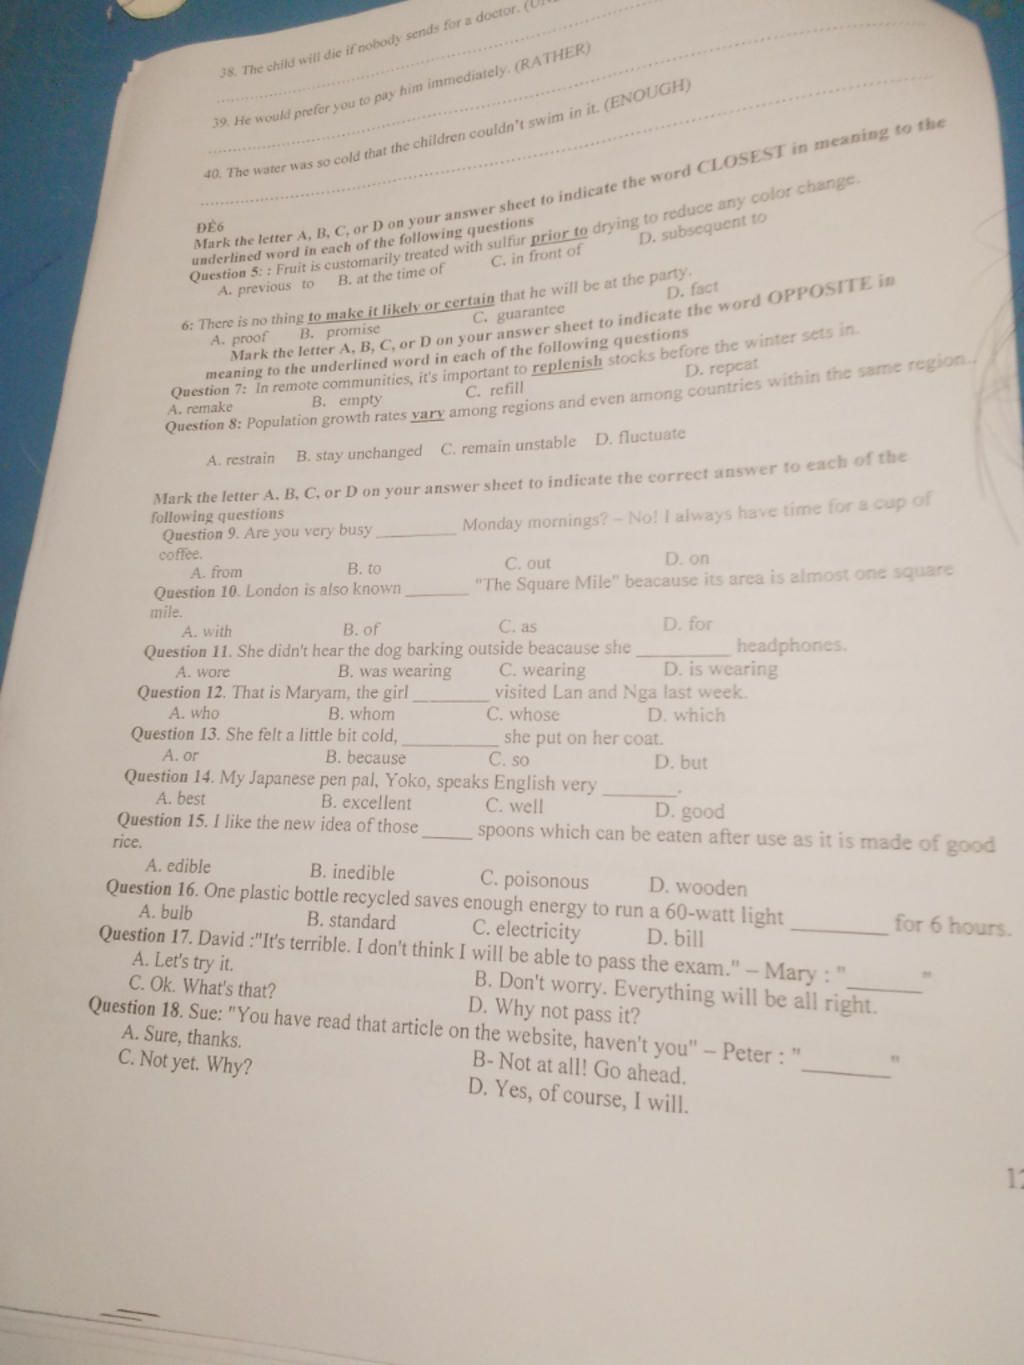 38. The child will die if nobody sends for a doctor.
39. He would prefer you to pay him immediately. (RATHER)
40. The water was so cold that the children couldn't swim in it. (ENOUGH)
ĐỀ6
Mark the letter A, B, C, or D on your answer sheet to indicate the word CLOSEST in meaning to the
underlined word in each of the following questions
Question 5: : Fruit is customarily treated with sulfur prior to drying to reduce any color change.
A. previous to B. at the time of C. in front of D. subsequent to
6: There is no thing to make it likely or certain that he will be at the party.
A. proof B. promise C. guarantee D. fact
Mark the letter A, B, C, or D on your answer sheet to indicate the word OPPOSITE in
meaning to the underlined word in each of the following questions
Question 7: In remote communities, it's important to replenish stocks before the winter sets in.
A. remake B. empty C. refill D. repeat
Question 8: Population growth rates vary among regions and even among countries within the same region...
A. restrain B. stay unchanged C. remain unstable D. fluctuate
Mark the letter A, B, C, or D on your answer sheet to indicate the correct answer to each of the
following questions
Question 9. Are you very busy ________ Monday mornings? – No! I always have time for a cup of
coffee.
A. from B. to C. out D. on
Question 10. London is also known ______ "The Square Mile" beacause its area is almost one square
mile.
A. with B. of C. as D. for
Question 11. She didn't hear the dog barking outside beacause she _________ headphones.
A. wore B. was wearing C. wearing D. is wearing
Question 12. That is Maryam, the girl ________ visited Lan and Nga last week.
A. who B. whom C. whose D. which
Question 13. She felt a little bit cold, _________ she put on her coat.
A. or B. because C. so D. but
Question 14. My Japanese pen pal, Yoko, speaks English very _______.
A. best B. excellent C. well D. good
Question 15. I like the new idea of those _____ spoons which can be eaten after use as it is made of good
rice.
A. edible B. inedible C. poisonous D. wooden
Question 16. One plastic bottle recycled saves enough energy to run a 60-watt light _________ for 6 hours.
A. bulb B. standard C. electricity D. bill
Question 17. David :"It's terrible. I don't think I will be able to pass the exam." – Mary : "_______"
A. Let's try it. B. Don't worry. Everything will be all right.
C. Ok. What's that? D. Why not pass it?
Question 18. Sue: "You have read that article on the website, haven't you" – Peter : "________"
A. Sure, thanks. B- Not at all! Go ahead.
C. Not yet. Why? D. Yes, of course, I will.